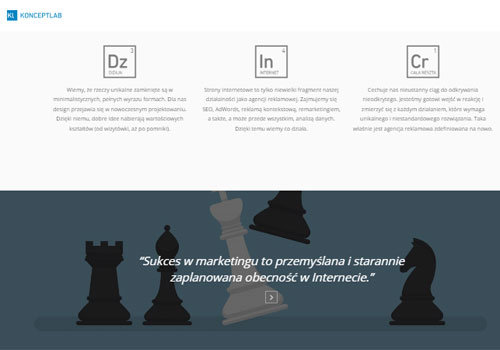 KL KONCEPTLAB
3
Dz
DIZAJN
4
In
INTERNET
1
Cr
CAŁA RESZTA
Wiemy, że rzeczy unikalne zamknięte są w
minimalistycznych, pełnych wyrazu formach. Dla nas
design przejawia się w nowoczesnym projektowaniu.
Dzięki niemu, dobre idee nabierają wartościowych
kształtów (od wizytówki, aż po pomniki).
Strony internetowe to tylko niewielki fragment naszej
działalności jako agencji reklamowej. Zajmujemy się
SEO, AdWords, reklamą kontekstową, remarketingiem,
a także, a może przede wszystkim, analizą danych.
Dzięki temu wiemy co działa.
Cechuje nas nieustanny ciąg do odkrywania
nieodkrytego. Jesteśmy gotowi wejść w reakcję i
zmierzyć się z każdym działaniem, które wymaga
unikalnego i niestandardowego rozwiązania. Taka
właśnie jest agencja reklamowa zdefiniowana na nowo.
“Sukces w marketingu to przemyślana i starannie
zaplanowana obecność w Internecie.”